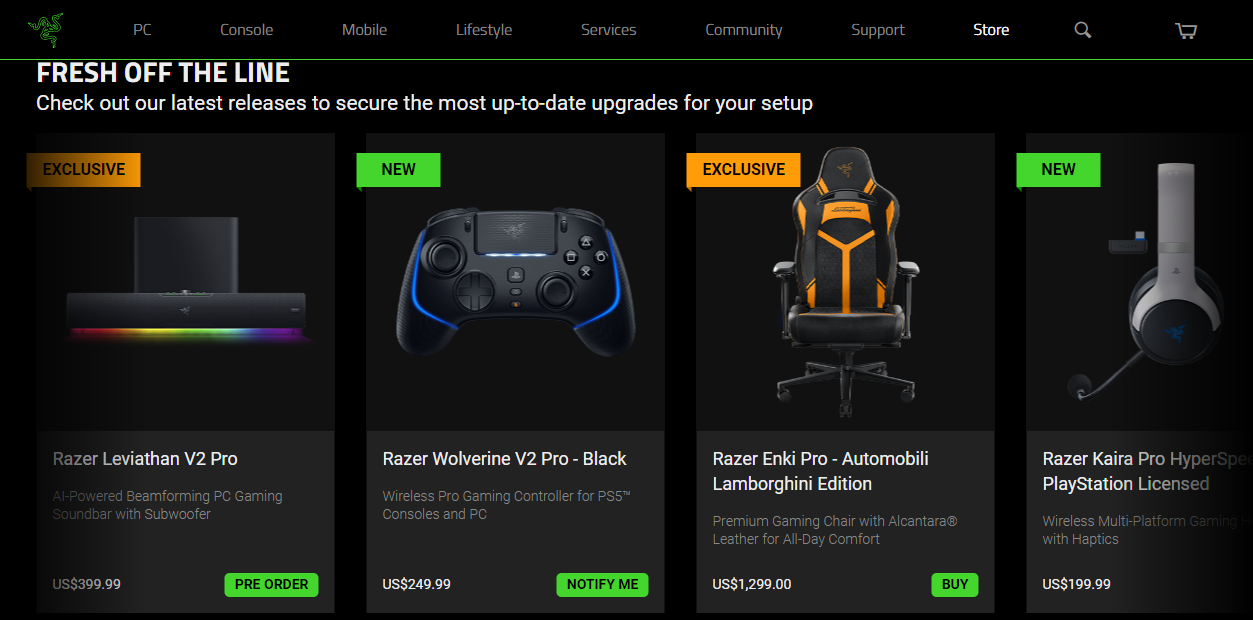 PC
Console
Mobile
Lifestyle
Services
Community
Support
Store
FRESH OFF THE LINE
Check out our latest releases to secure the most up-to-date upgrades for your setup
EXCLUSIVE
Razer Leviathan V2 Pro
AI-Powered Beamforming PC Gaming
Soundbar with Subwoofer
US$399.99
PRE ORDER
NEW
Razer Wolverine V2 Pro - Black
Wireless Pro Gaming Controller for PS5™
Consoles and PC
US$249.99
NOTIFY ME
EXCLUSIVE
Razer Enki Pro - Automobili
Lamborghini Edition
Premium Gaming Chair with Alcantara®
Leather for All-Day Comfort
US$1,299.00
BUY
NEW
Razer Kaira Pro HyperSpee
PlayStation Licensed
Wireless Multi-Platform Gaming
with Haptics
US$199.99